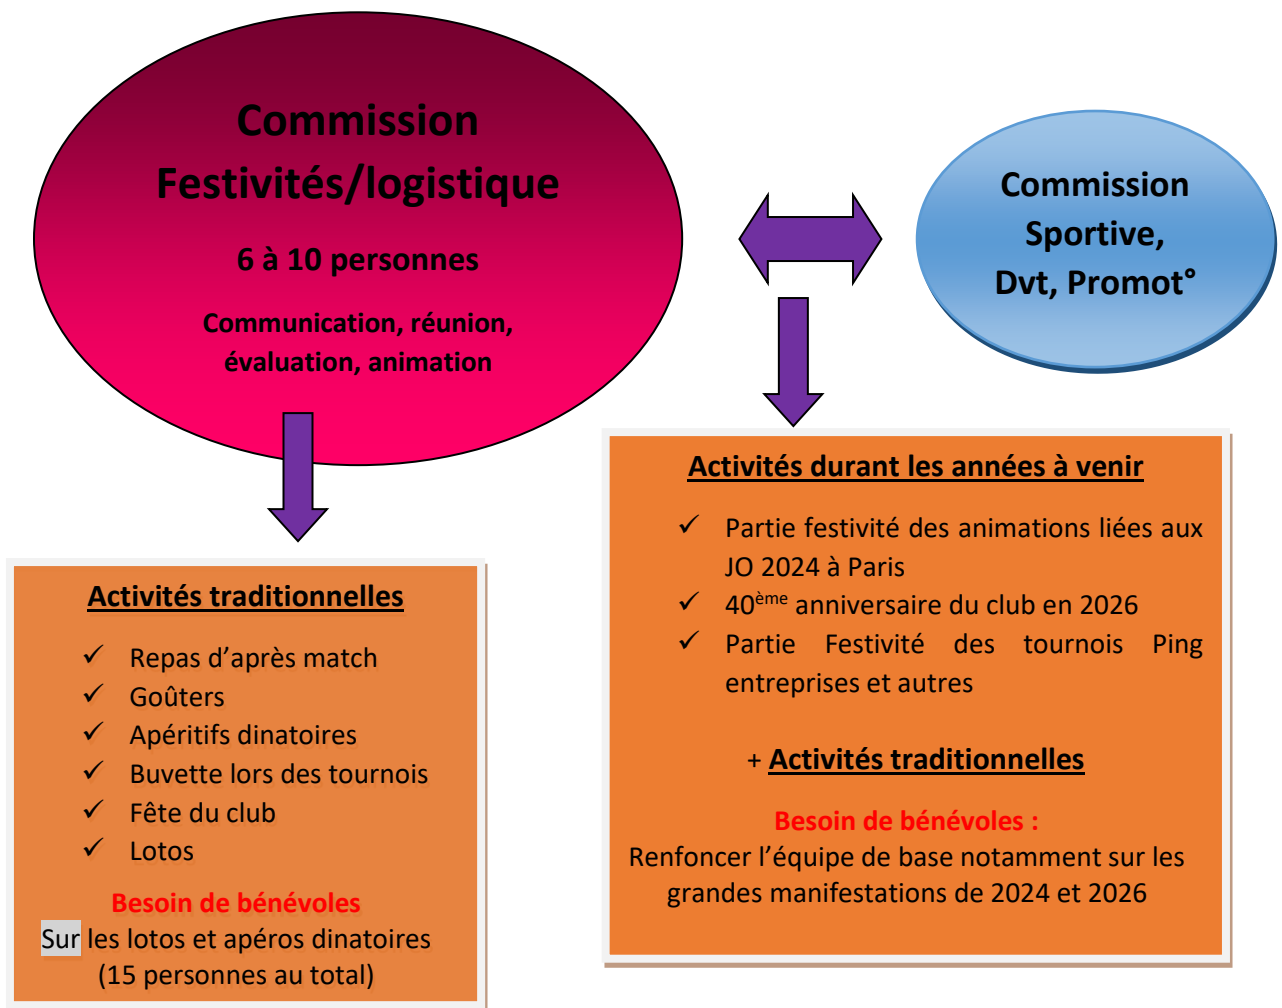 Commission
Festivités/logistique
6 à 10 personnes
Communication, réunion,
évaluation, animation
Commission
Sportive,
Dvt, Promot°
Activités traditionnelles
✓ Repas d’après match
✓ Goûters
✓ Apéritifs dinatoires
✓ Buvette lors des tournois
✓ Fête du club
✓ Lotos
Besoin de bénévoles
Sur les lotos et apéros dinatoires
(15 personnes au total)
Activités durant les années à venir
✓ Partie festivité des animations liées aux
JO 2024 à Paris
✓ 40ème anniversaire du club en 2026
✓ Partie Festivité des tournois Ping
entreprises et autres
+ Activités traditionnelles
Besoin de bénévoles :
Renfoncer l’équipe de base notamment sur les
grandes manifestations de 2024 et 2026